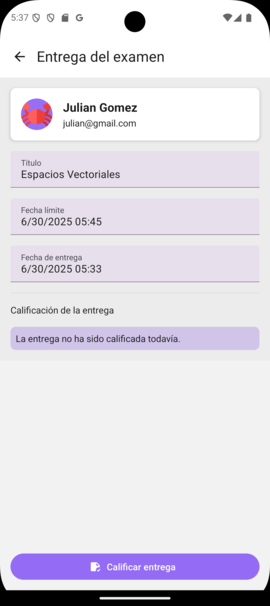 5:37
G
Entrega del examen
Julian Gomez
julian@gmail.com
Título
Espacios Vectoriales
Fecha límite
6/30/2025 05:45
Fecha de entrega
6/30/2025 05:33
Calificación de la entrega
La entrega no ha sido calificada todavía.
Calificar entrega